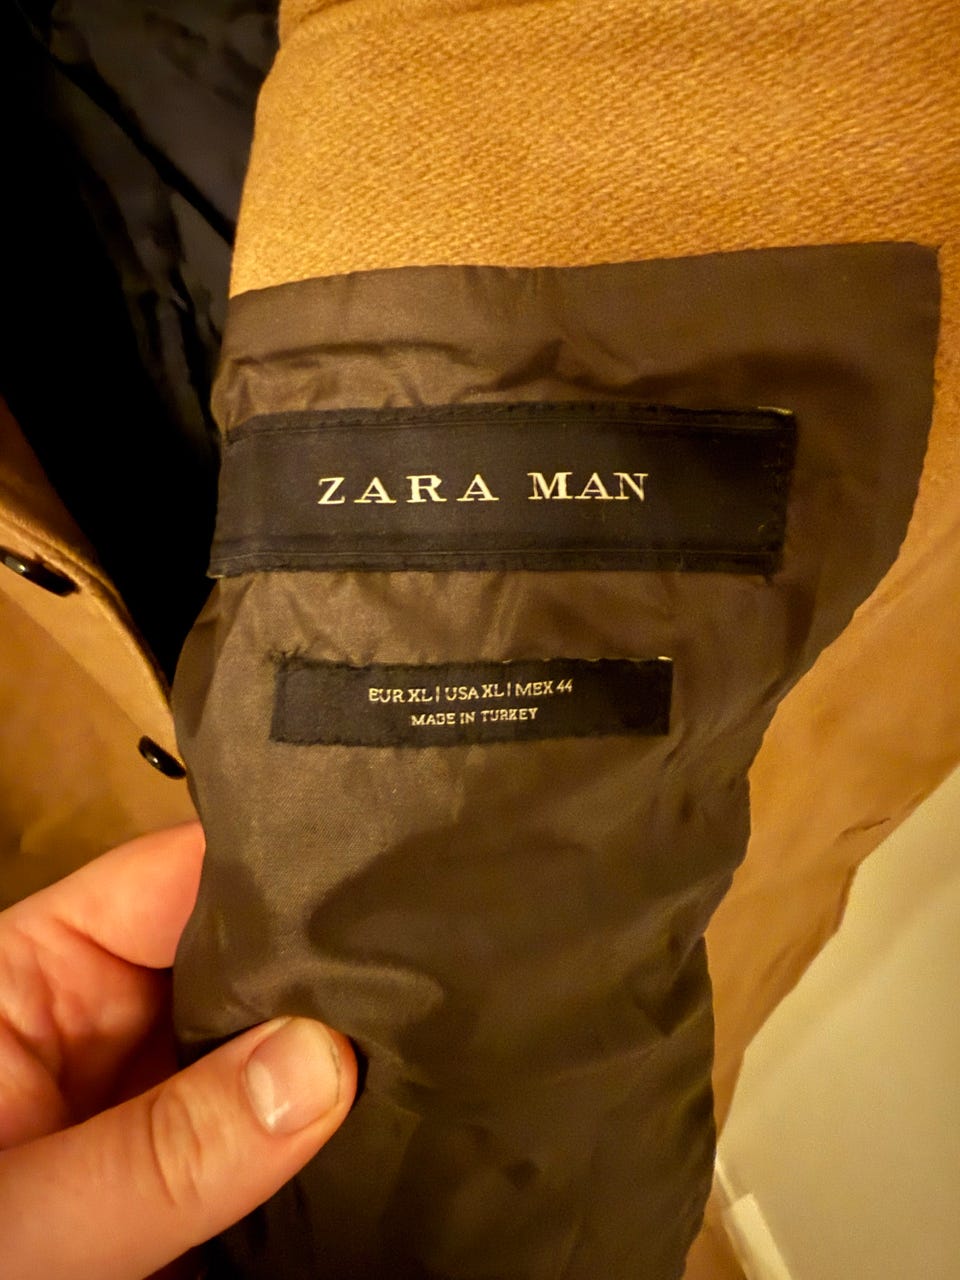 ZARA MAN
EUR XL | USA XL | MEX 44
MADE IN TURKEY